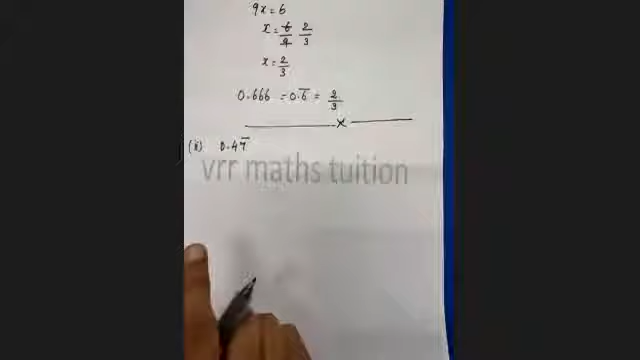 9x = 6
x = 6/9 2/3
x = 2/3
0.666 = 0.6̅ = 2/3
x
0.47̅
vrr maths tuition